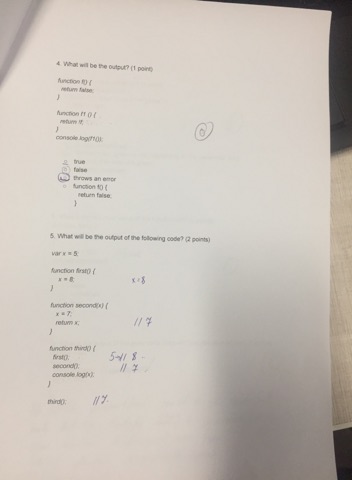 4. What will be the output? (1 point)
function f() {
return false;
}
function f1 () {
return !f;
}
console.log(f1());
0
true
false
throws an error
function f() {
return false;
}
5. What will be the output of the following code? (2 points)
var x = 5;
function first() {
x = 8; x=8
}
function second(x) {
x = 7;
return x; // 7
}
function third() {
first(); 5 // 8
second(); // 7
console.log(x);
}
third(); // 7.